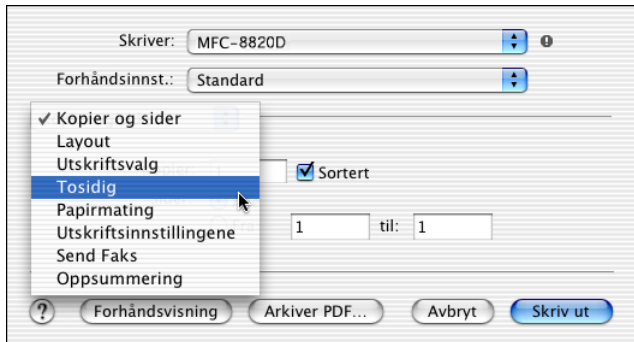 Skriver: MFC-8820D
Forhåndsinnst.: Standard
✓ Kopier og sider
Layout
Utskriftsvalg
Sortert
Tosidig
Papirmating
1 til: 1
Utskriftsinnstillingene
Send Faks
Oppsummering
? Forhåndsvisning Arkiver PDF... Avbryt Skriv ut